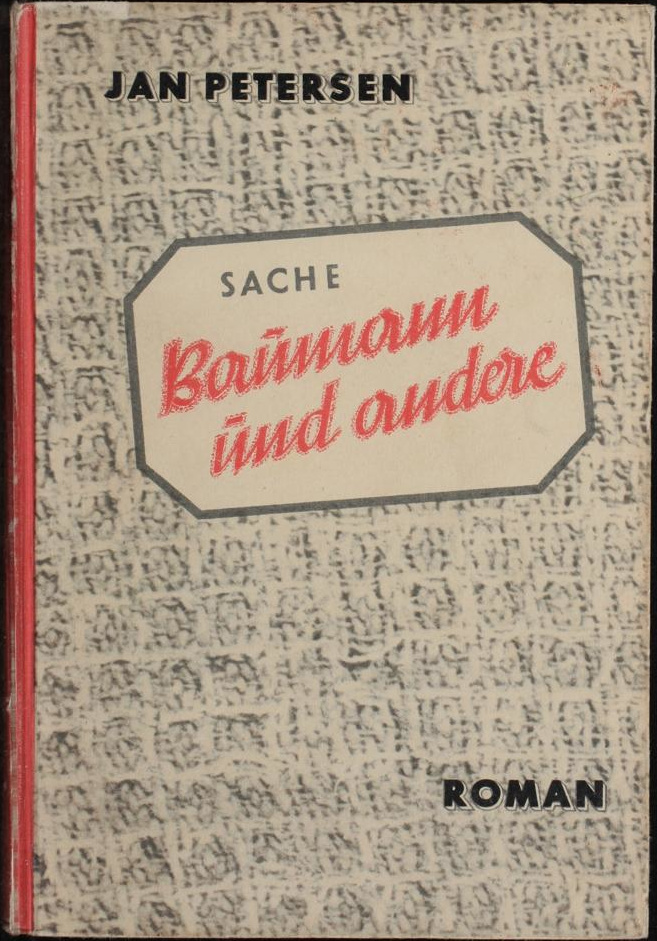 JAN PETERSEN
SACHE
Baumann
und andere
ROMAN